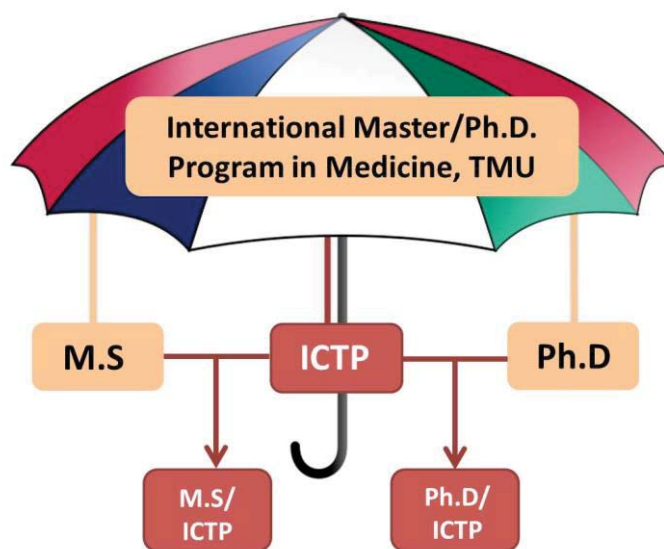 International Master/Ph.D.
Program in Medicine, TMU
M.S
ICTP
Ph.D
M.S/
ICTP
Ph.D/
ICTP